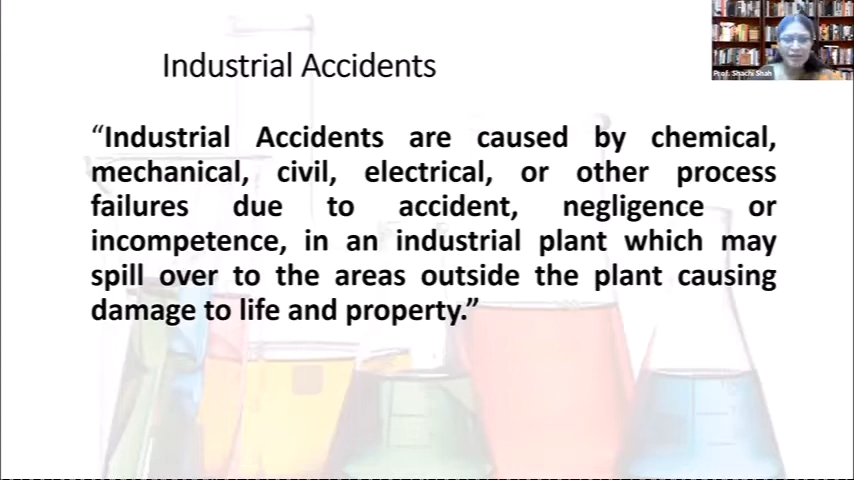 Industrial Accidents
Prof. Shachi Shah
“Industrial Accidents are caused by chemical,
mechanical, civil, electrical, or other process
failures due to accident, negligence or
incompetence, in an industrial plant which may
spill over to the areas outside the plant causing
damage to life and property.”